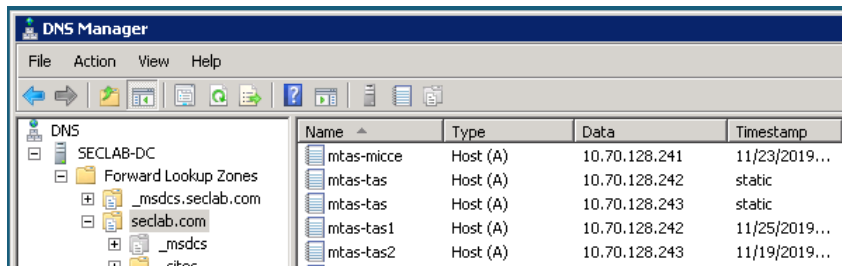 DNS Manager
File Action View Help
DNS
SECLAB-DC
Forward Lookup Zones
_msdcs.seclab.com
seclab.com
_msdcs
_sites
Name Type Data Timestamp
mtas-micce Host (A) 10.70.128.241 11/23/2019...
mtas-tas Host (A) 10.70.128.242 static
mtas-tas Host (A) 10.70.128.243 static
mtas-tas1 Host (A) 10.70.128.242 11/25/2019...
mtas-tas2 Host (A) 10.70.128.243 11/19/2019...